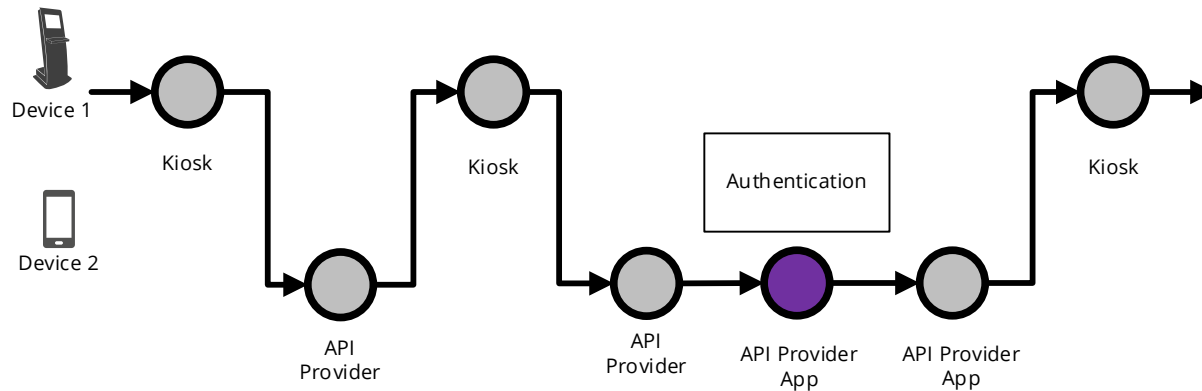 Device 1
Kiosk
Kiosk
Kiosk
Authentication
Device 2
API
Provider
API
Provider
API Provider
App
API Provider
App